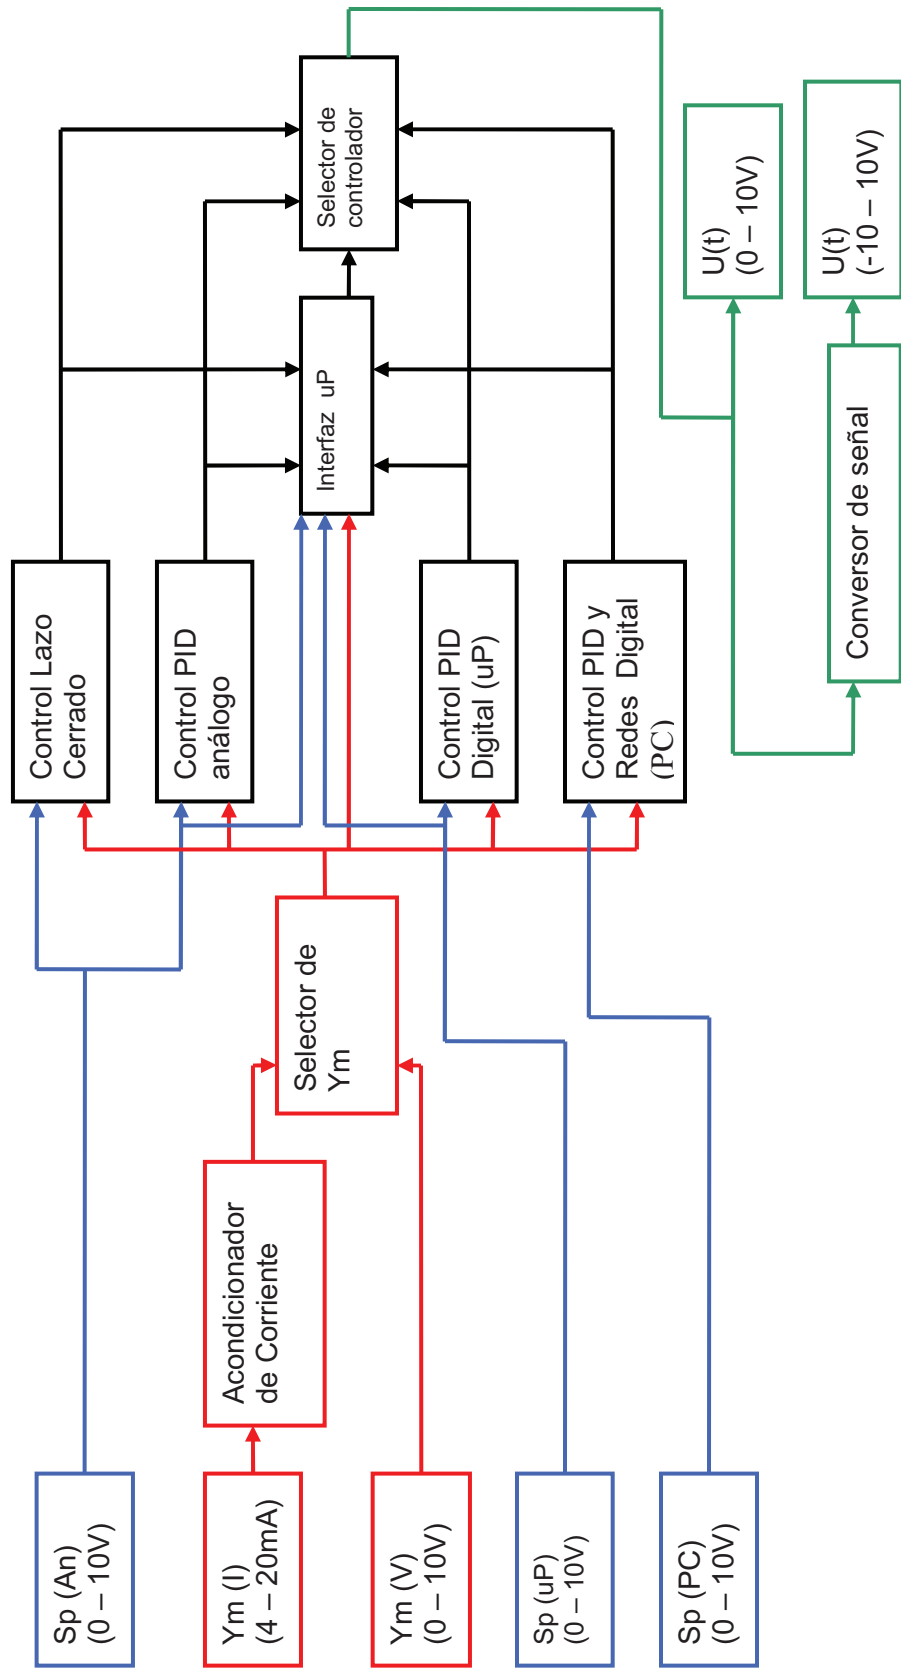 Sp (An)
(0 – 10V)
Ym (I)
(4 – 20mA)
Ym (V)
(0 – 10V)
Sp (uP)
(0 – 10V)
Sp (PC)
(0 – 10V)
Acondicionador
de Corriente
Selector de
Ym
Control Lazo
Cerrado
Control PID
análogo
Control PID
Digital (uP)
Control PID y
Redes Digital
(PC)
Interfaz uP
Selector de
controlador
Conversor de señal
U(t)
(0 – 10V)
U(t)
(-10 – 10V)